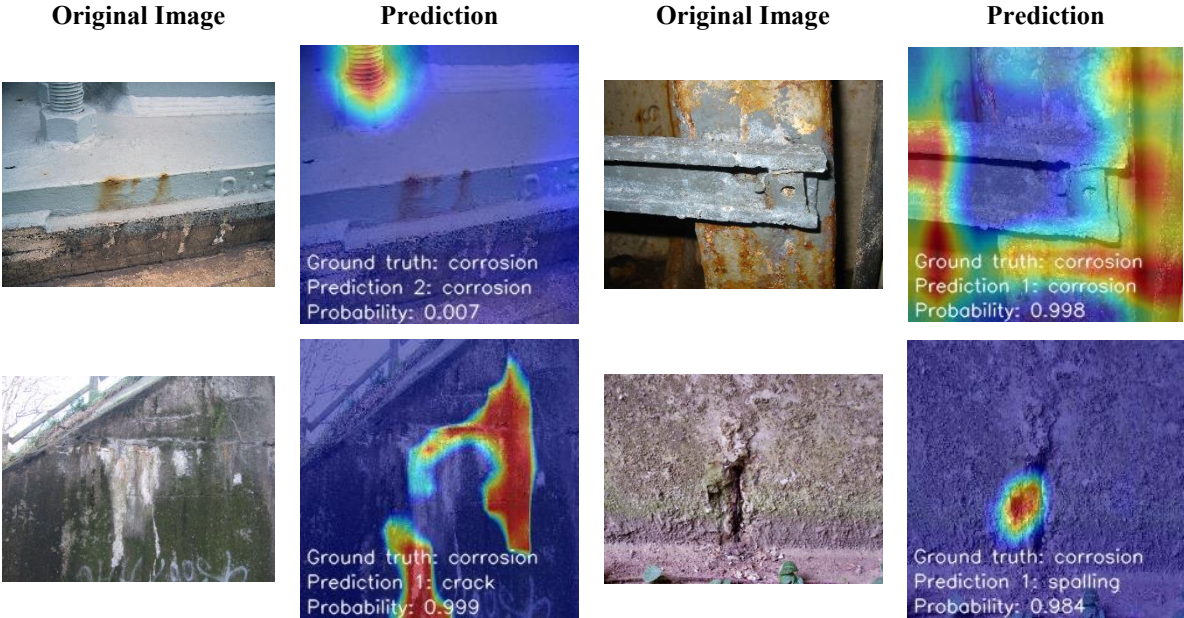 Original Image
Prediction
Original Image
Prediction
Ground truth: corrosion
Prediction 2: corrosion
Probability: 0.007
Ground truth: corrosion
Prediction 1: corrosion
Probability: 0.998
Ground truth: corrosion
Prediction 1: crack
Probability: 0.999
Ground truth: corrosion
Prediction 1: spalling
Probability: 0.984